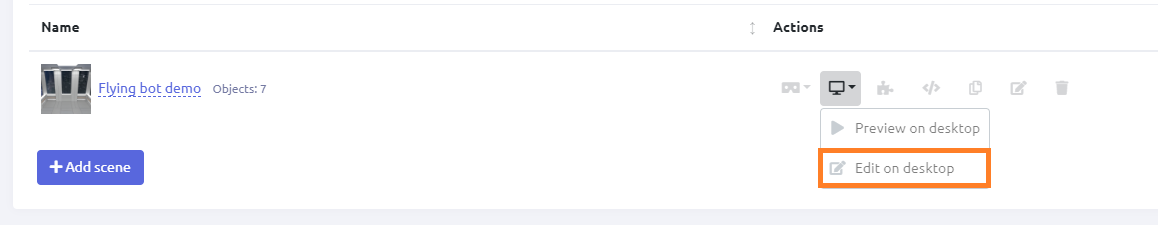 Name Actions
Flying bot demo Objects: 7
Preview on desktop
Add scene Edit on desktop